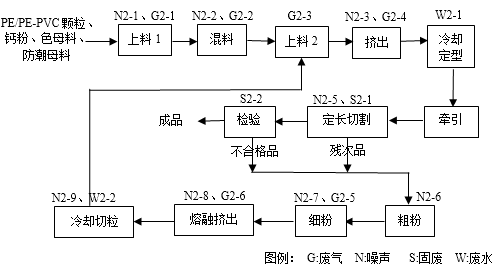 PE/PE-PVC 颗粒、
钙粉、色母料、
防潮母料
N2-1、G2-1
上料 1
N2-2、G2-2
混料
G2-3
上料 2
N2-3、G2-4
挤出
W2-1
冷却
定型
成品
S2-2
检验
N2-5、S2-1
定长切割
牵引
不合格品
残次品
N2-9、W2-2
冷却切粒
N2-8、G2-6
熔融挤出
N2-7、G2-5
细粉
N2-6
粗粉
图例： G:废气 N:噪声 S:固废 W:废水